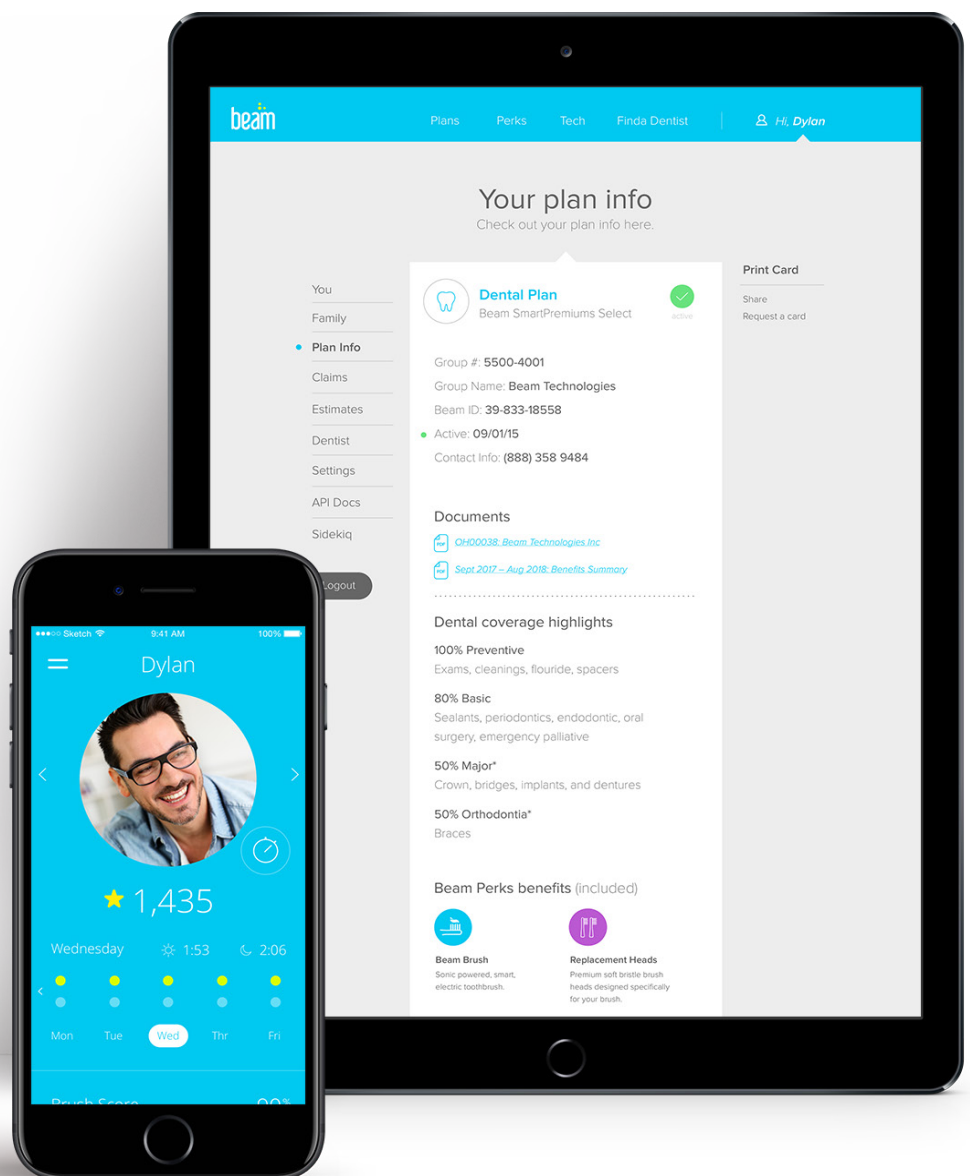 beam
Plans Perks Tech Finda Dentist Hi, Dylan
Your plan info
Check out your plan info here.
You
Family
Plan Info
Claims
Estimates
Dentist
Settings
API Docs
Sidekiq
Logout
Dental Plan
Beam SmartPremiums Select
active
Group #: 5500-4001
Group Name: Beam Technologies
Beam ID: 39-833-18558
Active: 09/01/15
Contact Info: (888) 358 9484
Documents
PDF OH00038: Beam Technologies Inc
PDF Sept 2017 – Aug 2018: Benefits Summary
Dental coverage highlights
100% Preventive
Exams, cleanings, flouride, spacers
80% Basic
Sealants, periodontics, endodontic, oral
surgery, emergency palliative
50% Major*
Crown, bridges, implants, and dentures
50% Orthodontia*
Braces
Beam Perks benefits (included)
Beam Brush
Sonic powered, smart,
electric toothbrush.
Replacement Heads
Premium soft bristle brush
heads designed specifically
for your brush.
Print Card
Share
Request a card
Sketch 9:41 AM 100%
Dylan
1,435
Wednesday 1:53 2:06
Mon Tue Wed Thr Fri
Brush Score